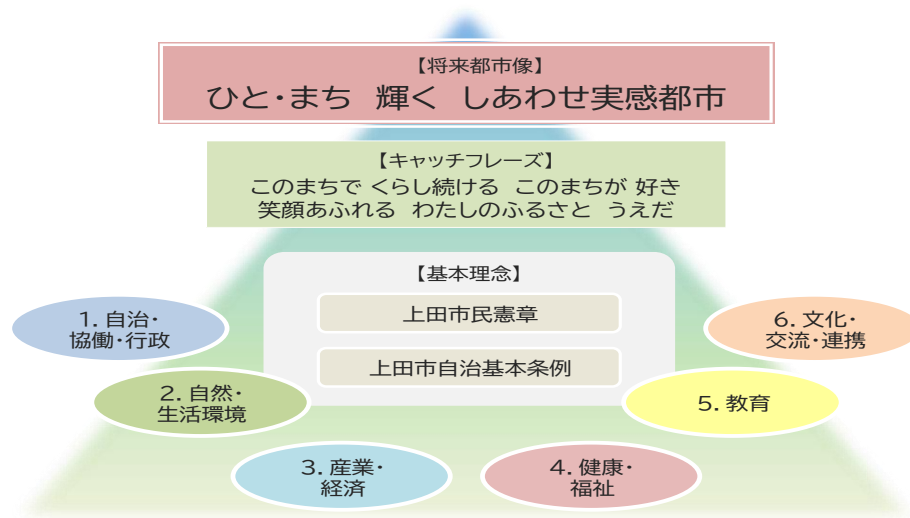 【将来都市像】
ひと・まち 輝く しあわせ実感都市
【キャッチフレーズ】
このまちで くらし続ける このまちが 好き
笑顔あふれる わたしのふるさと うえだ
【基本理念】
上田市民憲章
上田市自治基本条例
1. 自治・
協働・行政
2. 自然・
生活環境
3. 産業・
経済
4. 健康・
福祉
5. 教育
6. 文化・
交流・連携